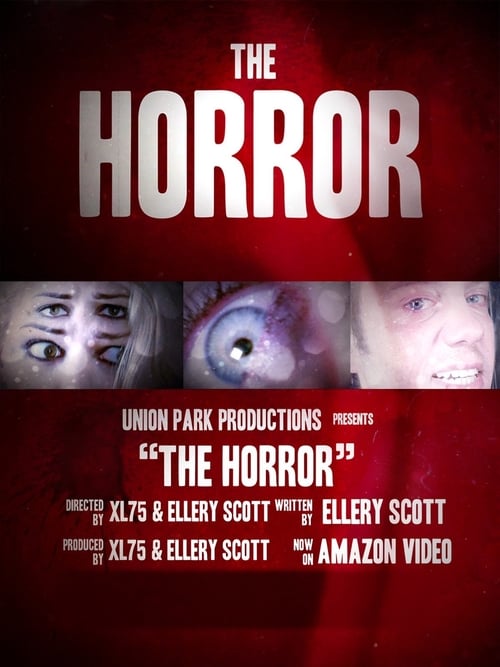 THE
HORROR
UNION PARK PRODUCTIONS PRESENTS
“THE HORROR”
DIRECTED BY XL75 & ELLERY SCOTT WRITTEN BY ELLERY SCOTT
PRODUCED BY XL75 & ELLERY SCOTT NOW ON AMAZON VIDEO